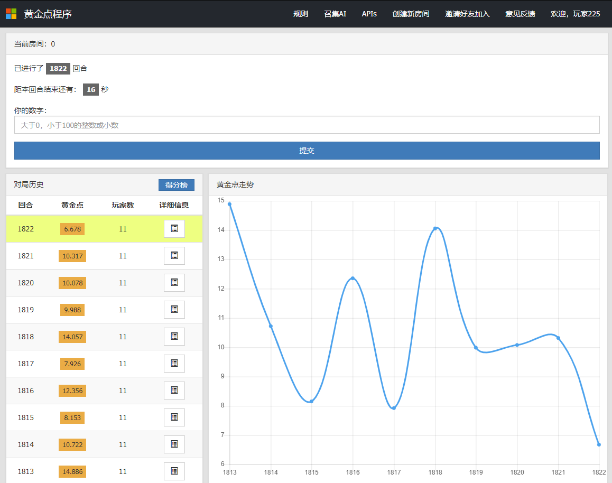 黄金点程序
规则 召集AI APIs 创建新房间 邀请好友加入 意见反馈 欢迎，玩家225
当前房间：0
已进行了 1822 回合
距本回合结束还有： 16 秒
你的数字：
大于0，小于100的整数或小数
提交
对局历史 得分榜
回合 黄金点 玩家数 详细信息
1822 6.676 11
1821 10.317 11
1820 10.078 11
1819 9.988 11
1818 14.057 11
1817 7.926 11
1816 12.356 11
1815 8.153 11
1814 10.722 11
1813 14.886 11
黄金点走势
15
14
13
12
11
10
9
8
7
6
1813 1814 1815 1816 1817 1818 1819 1820 1821 1822